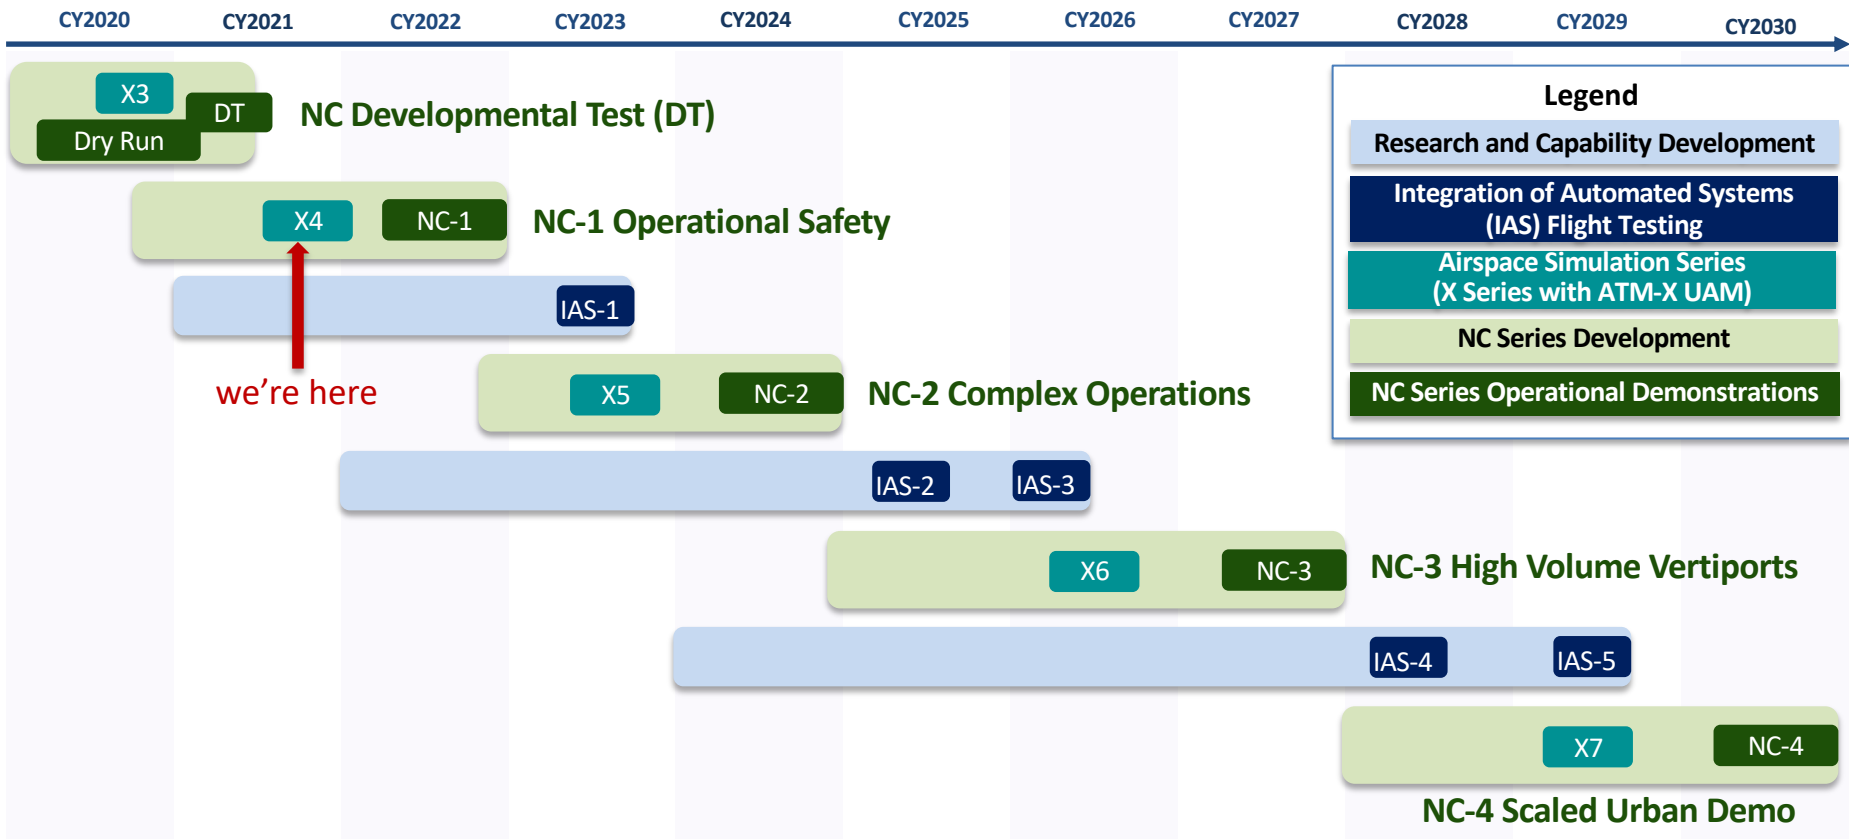 CY2020 CY2021 CY2022 CY2023 CY2024 CY2025 CY2026 CY2027 CY2028 CY2029 CY2030
X3
DT
Dry Run
NC Developmental Test (DT)
X4
NC-1
NC-1 Operational Safety
IAS-1
we’re here
X5
NC-2
NC-2 Complex Operations
IAS-2
IAS-3
X6
NC-3
NC-3 High Volume Vertiports
IAS-4
IAS-5
X7
NC-4
NC-4 Scaled Urban Demo
Legend
Research and Capability Development
Integration of Automated Systems
(IAS) Flight Testing
Airspace Simulation Series
(X Series with ATM-X UAM)
NC Series Development
NC Series Operational Demonstrations